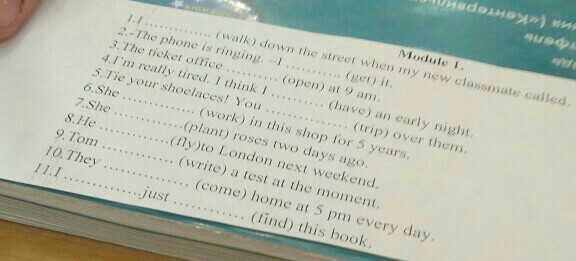 Module 1.
1.I ............ (walk) down the street when my new classmate called.
2.-The phone is ringing. ~I ........... (get) it.
3.The ticket office .......... (open) at 9 am.
4.I'm really tired. I think I .......... (have) an early night.
5.Tie your shoelaces! You .............. (trip) over them.
6.She .............. (work) in this shop for 5 years.
7.She ..............(plant) roses two days ago.
8.He ..............(fly)to London next weekend.
9.Tom ............. (write) a test at the moment.
10.They ................ (come) home at 5 pm every day.
11.I ..............just ............. (find) this book.